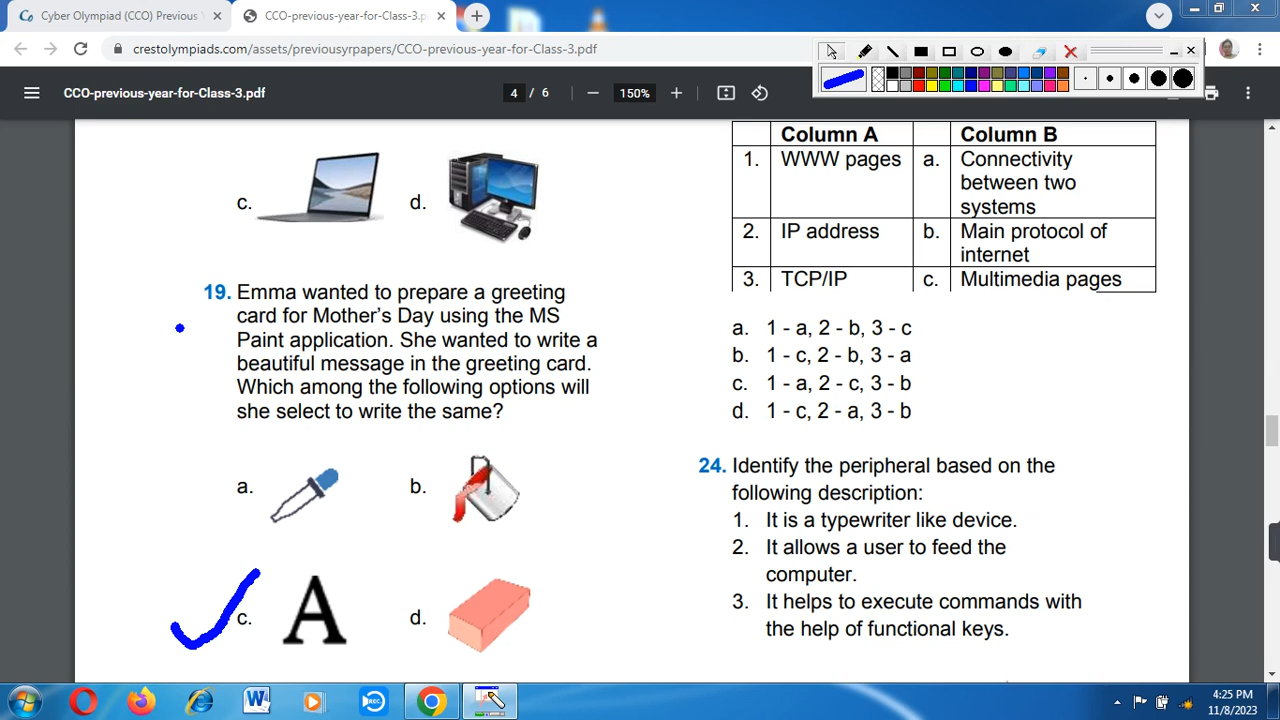 Cyber Olympiad (CCO) Previous Y
CCO-previous-year-for-Class-3.p
crestolympiads.com/assets/previousyrpapers/CCO-previous-year-for-Class-3.pdf
CCO-previous-year-for-Class-3.pdf
4 / 6
150%
c.
d.
19. Emma wanted to prepare a greeting
card for Mother's Day using the MS
Paint application. She wanted to write a
beautiful message in the greeting card.
Which among the following options will
she select to write the same?
a.
b.
c. A
d.
Column A Column B
1. WWW pages a. Connectivity
between two
systems
2. IP address b. Main protocol of
internet
3. TCP/IP c. Multimedia pages
a. 1 - a, 2 - b, 3 - c
b. 1 - c, 2 - b, 3 - a
c. 1 - a, 2 - c, 3 - b
d. 1 - c, 2 - a, 3 - b
24. Identify the peripheral based on the
following description:
1. It is a typewriter like device.
2. It allows a user to feed the
computer.
3. It helps to execute commands with
the help of functional keys.
REC
4:25 PM
11/8/2023